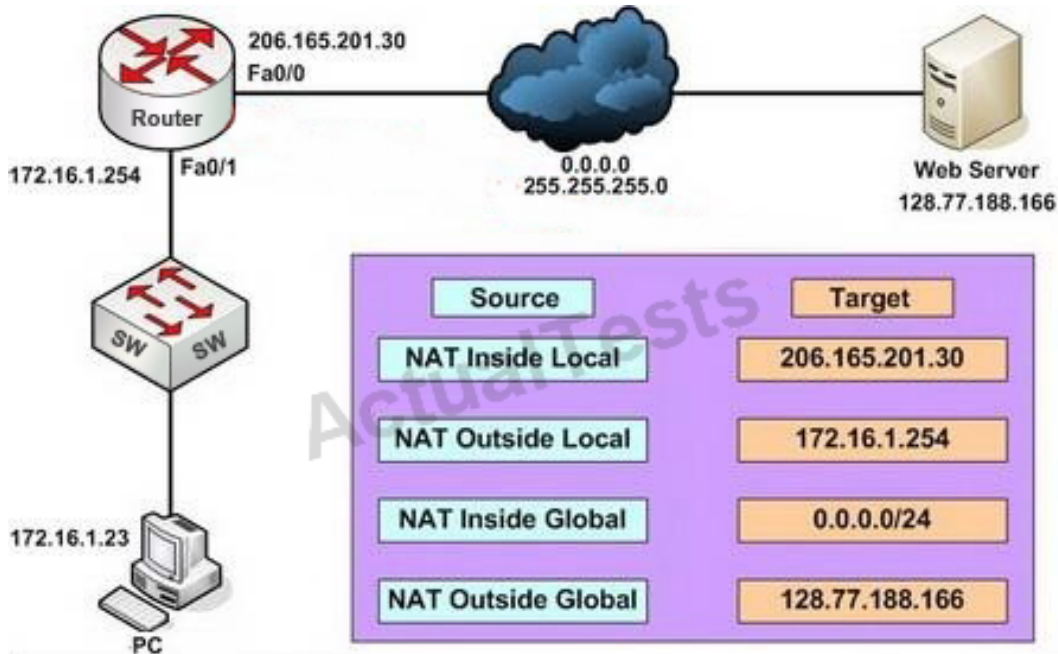 206.165.201.30
Fa0/0
Router
172.16.1.254
Fa0/1
0.0.0.0
255.255.255.0
Web Server
128.77.188.166
SW
SW
172.16.1.23
PC
Source
Target
NAT Inside Local
206.165.201.30
NAT Outside Local
172.16.1.254
NAT Inside Global
0.0.0.0/24
NAT Outside Global
128.77.188.166
ActualTests